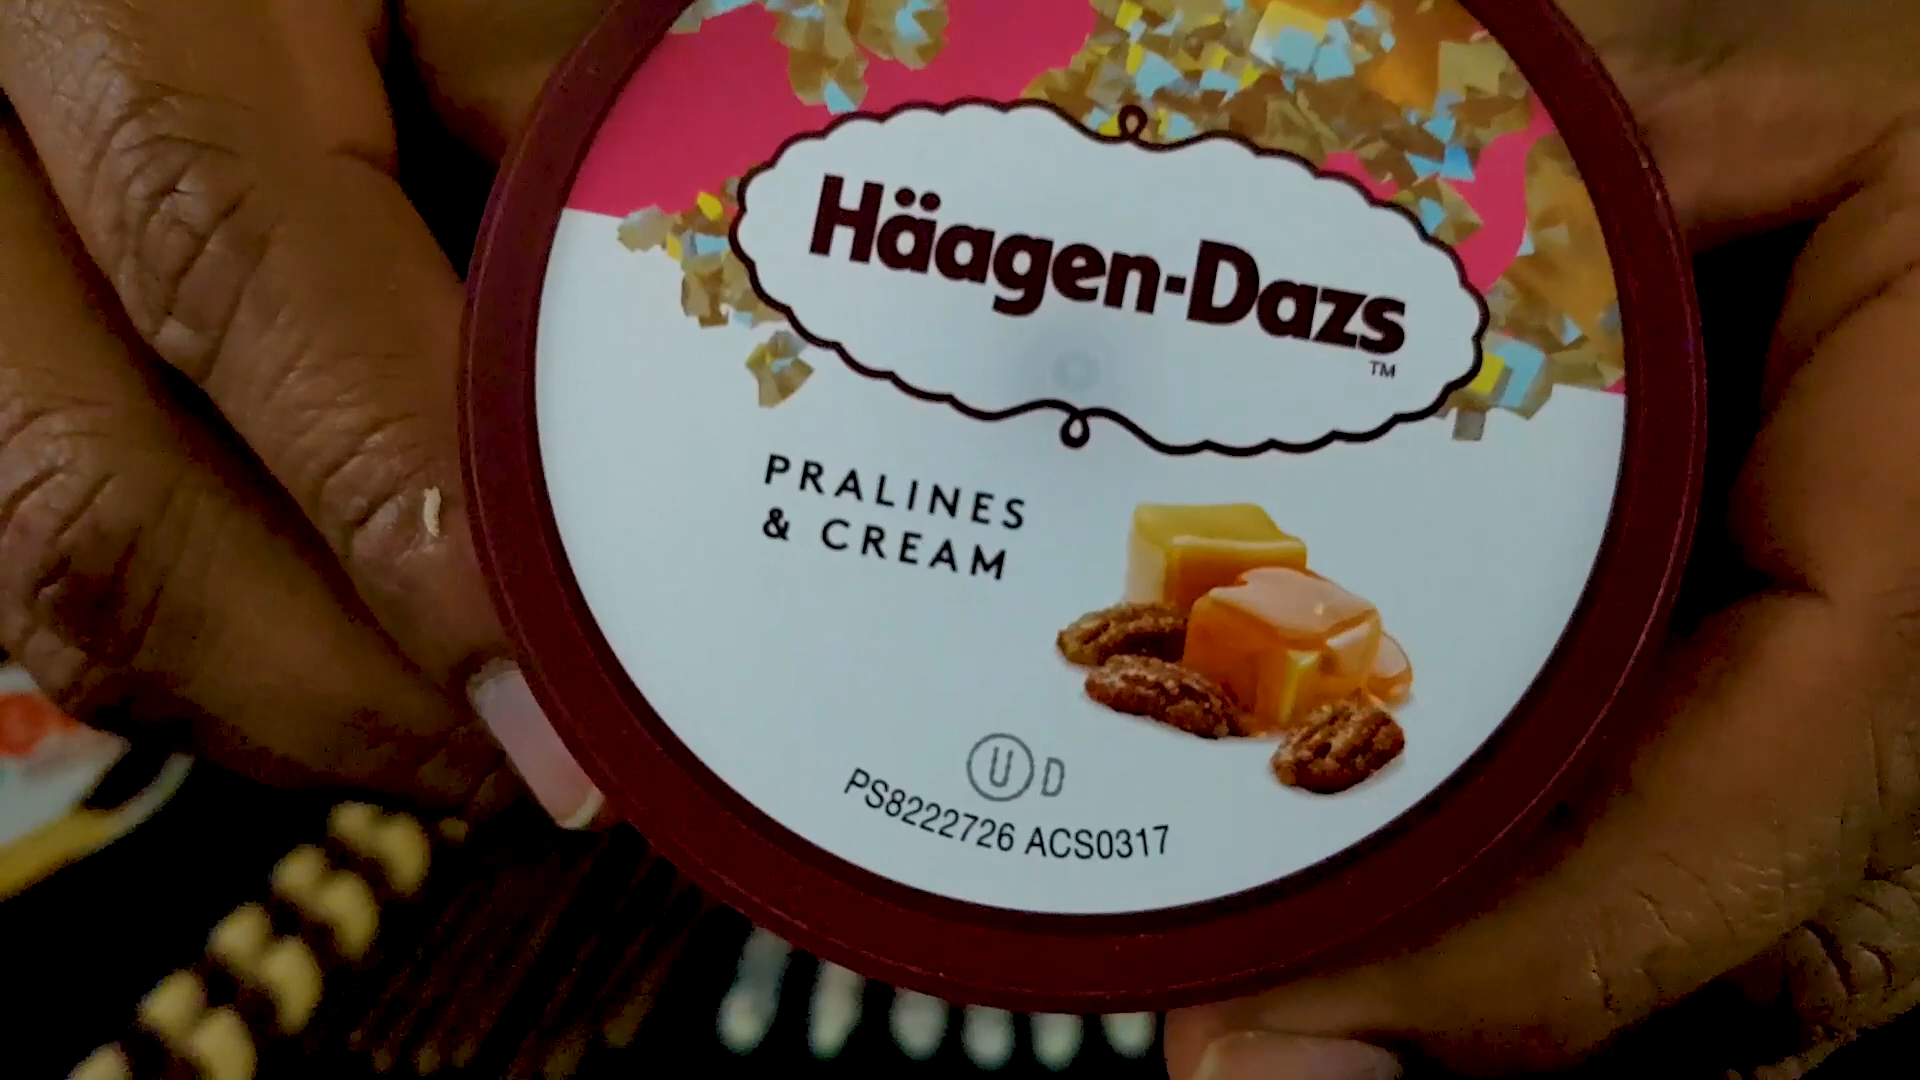 Häagen-Dazs
TM
PRALINES
& CREAM
U D
PS8222726 ACS0317